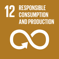 12 RESPONSIBLE
CONSUMPTION
AND PRODUCTION